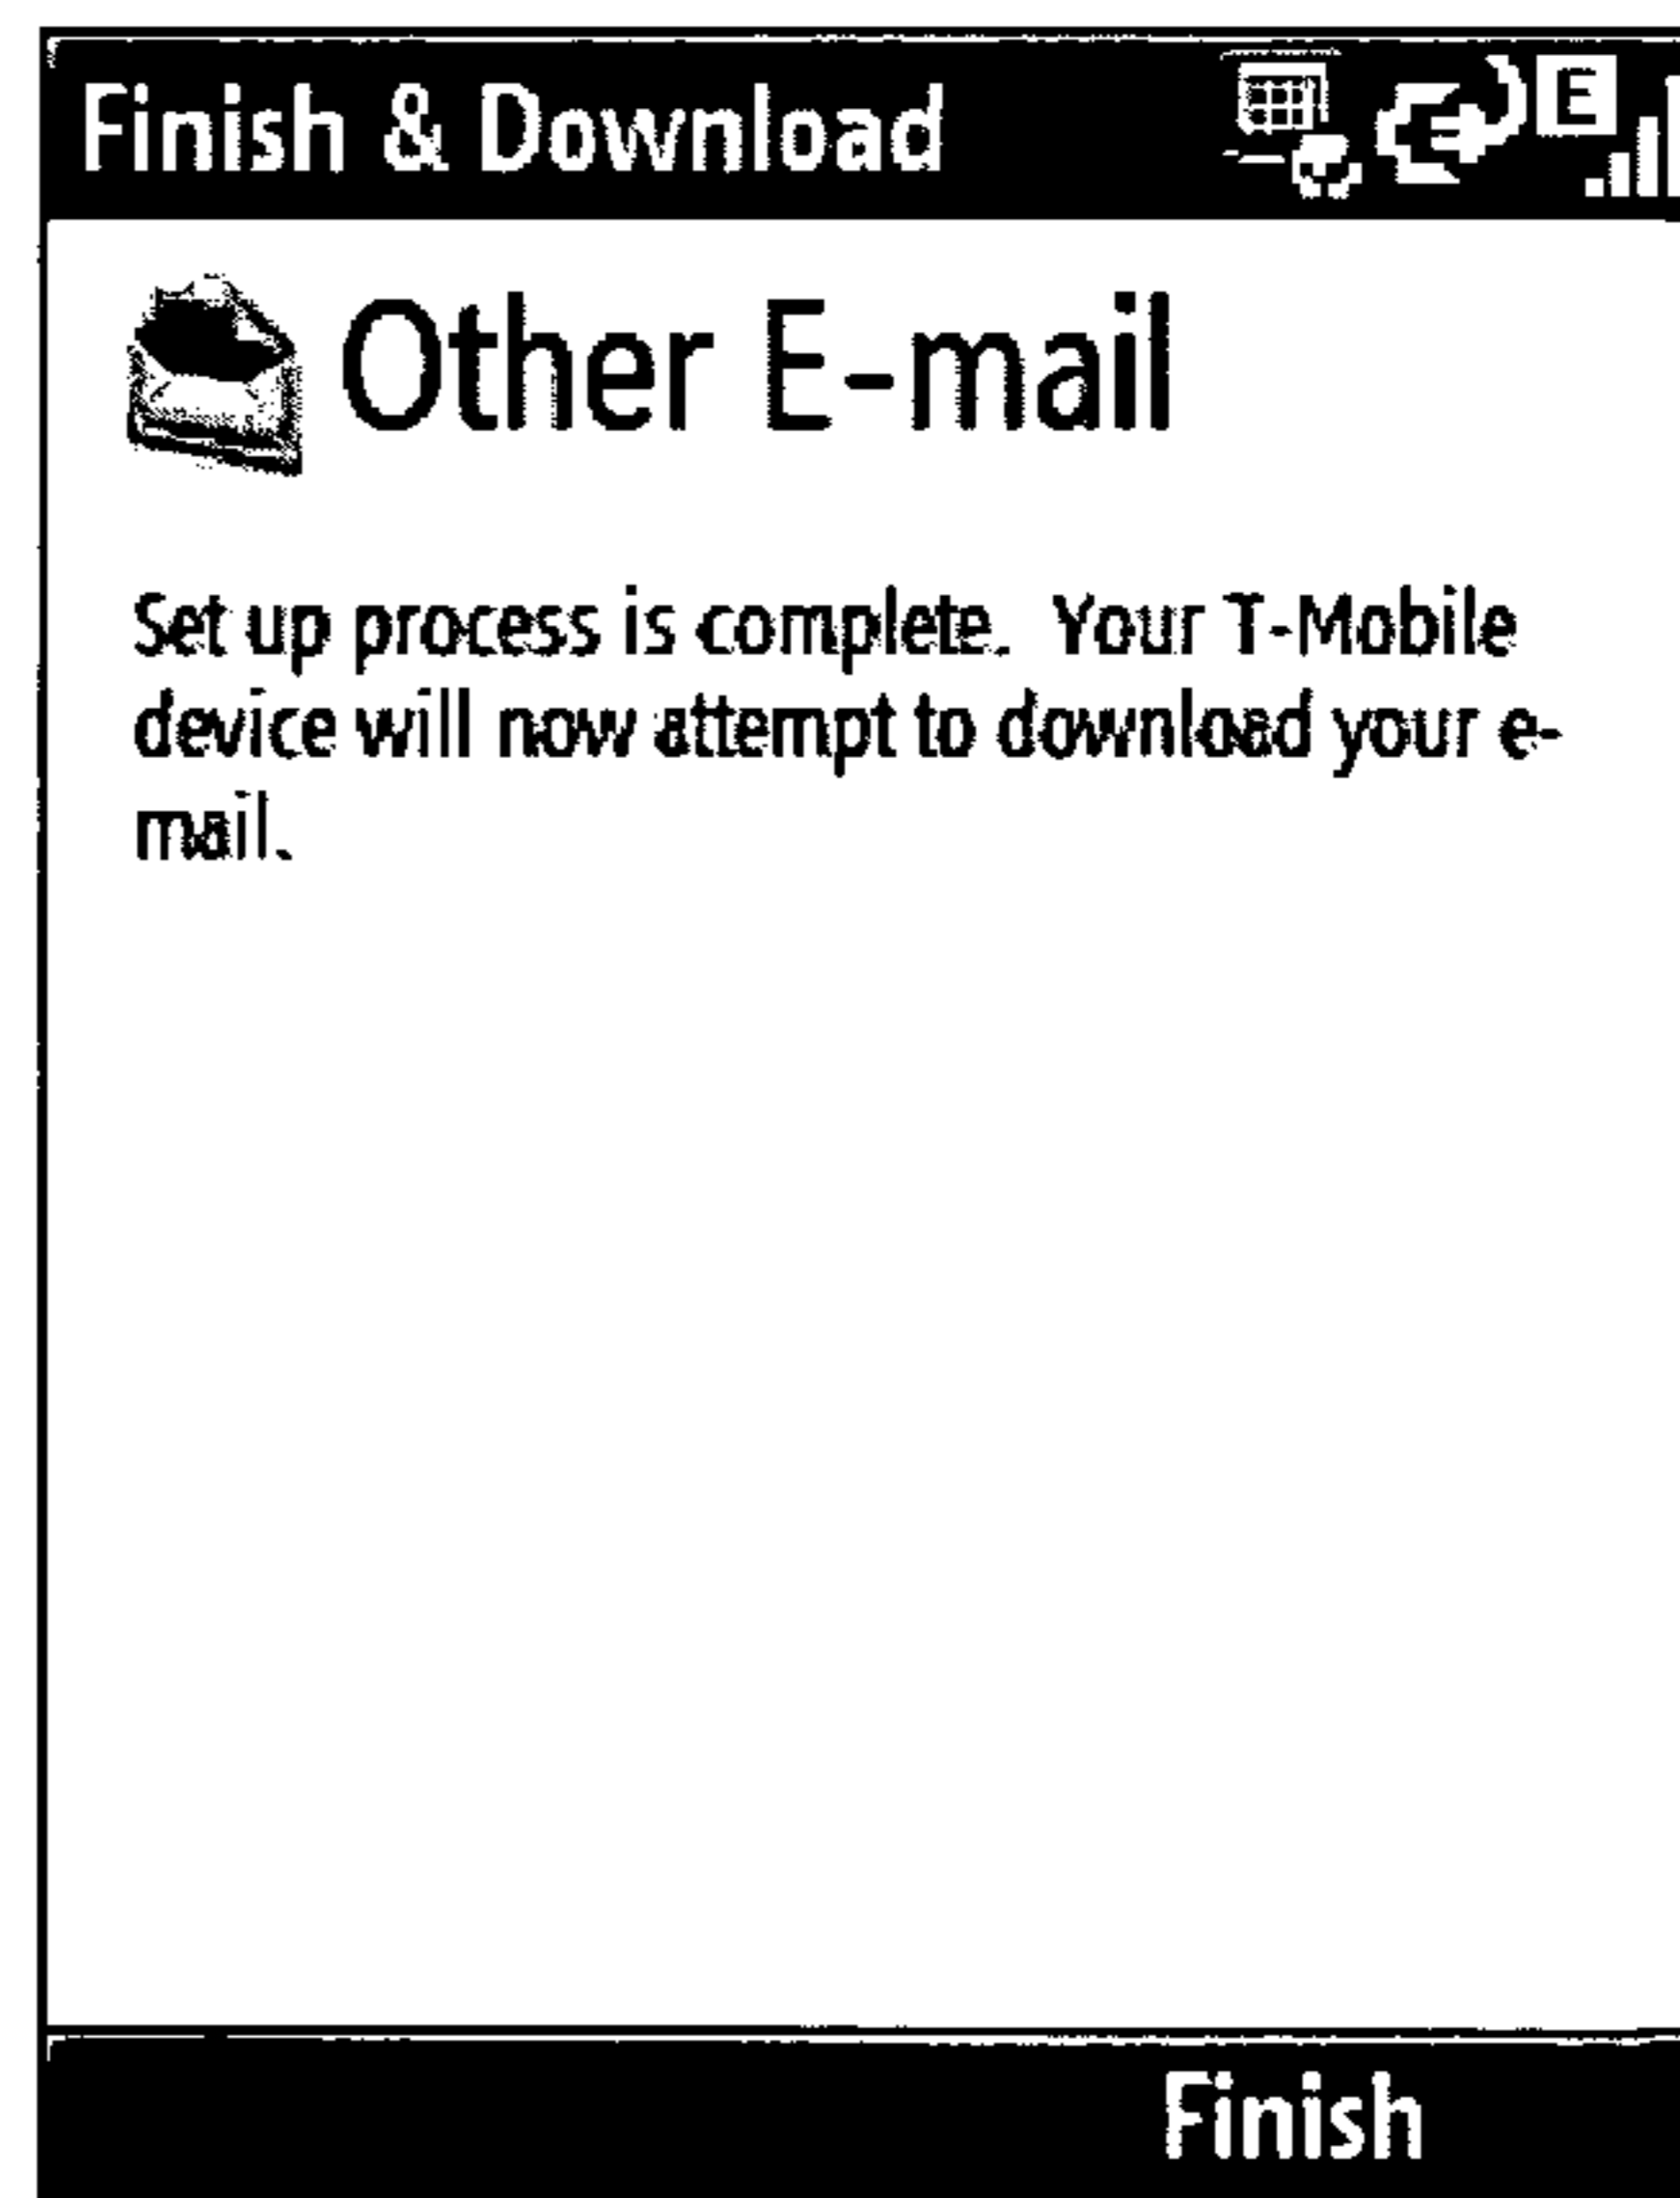 Finish & Download
E
Other E-mail
Set up process is complete.  Your T-Mobile
device will now attempt to download your e-
mail.
Finish